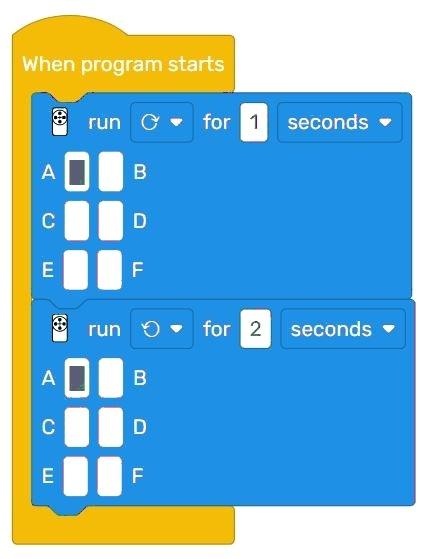 When program starts
run for 1 seconds
A B
C D
E F
run for 2 seconds
A B
C D
E F